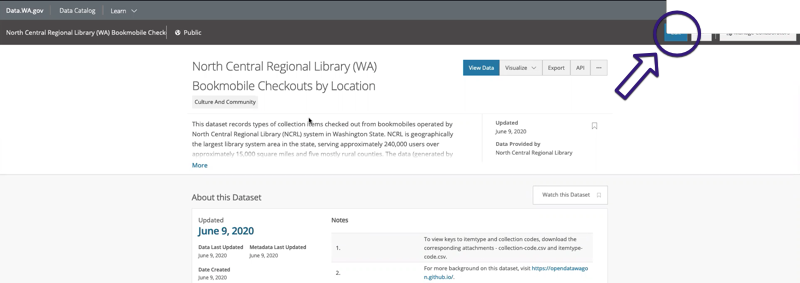 Data.WA.gov Data Catalog Learn
North Central Regional Library (WA) Bookmobile Check Public
North Central Regional Library (WA)
Bookmobile Checkouts by Location
View Data Visualize Export API ...
Culture And Community
This dataset records types of collection items checked out from bookmobiles operated by
North Central Regional Library (NCRL) system in Washington State. NCRL is geographically
the largest library system area in the state, serving approximately 240,000 users over
approximately 15,000 square miles and five mostly rural counties. The data (generated by
More
Updated
June 9, 2020
Data Provided by
North Central Regional Library
About this Dataset
Watch this Dataset
Updated
June 9, 2020
Data Last Updated Metadata Last Updated
June 9, 2020 June 9, 2020
Date Created
June 9, 2020
Notes
1. To view keys to itemtype and collection codes, download the
corresponding attachments - collection-code.csv and itemtype-
code.csv.
2. For more background on this dataset, visit https://opendatawago
n.github.io/.